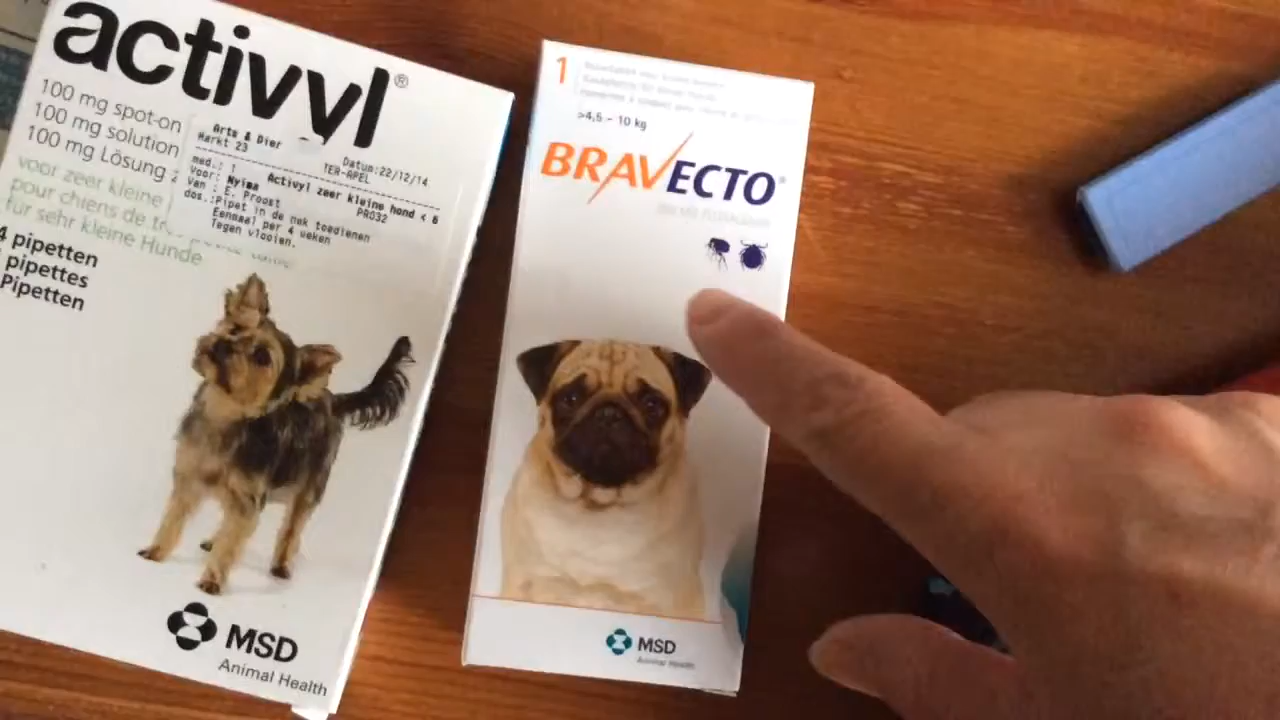 activyl®
100 mg spot-on
100 mg solution
100 mg Lösung
voor zeer kleine
pour chiens de
für sehr kleine Hunde
4 pipetten
pipettes
Pipetten
Arts & Dier
Markt 23
TER-APEL
Datum:22/12/14
med.: 1 Activyl zeer kleine hond < 6
Voor: Nyima
Van : E. Proost PRO32
dos.:Pipet in de nek toedienen
Eenmaal per 4 weken
Tegen vlooien.
MSD
Animal Health
1
>4,5 - 10 kg
BRAVECTO
MSD
Animal Health